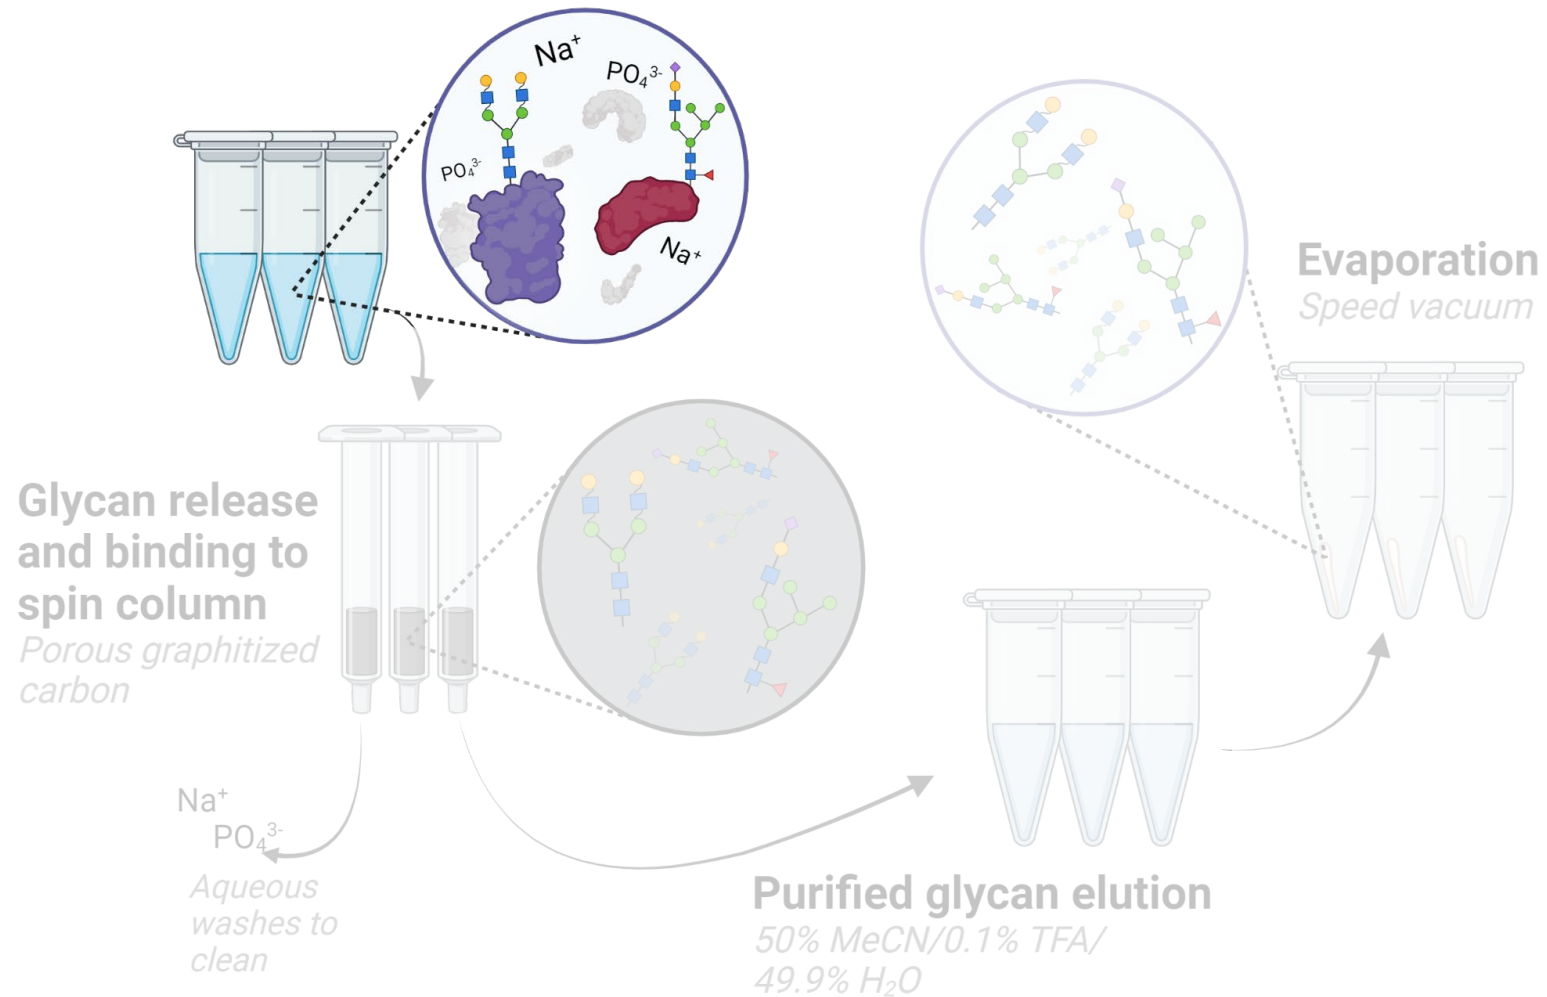 Na⁺
PO₄³⁻
PO₄³⁻
Na⁺
Evaporation
Speed vacuum
Glycan release
and binding to
spin column
Porous graphitized
carbon
Na⁺
PO₄³⁻
Aqueous
washes to
clean
Purified glycan elution
50% MeCN/0.1% TFA/
49.9% H₂O